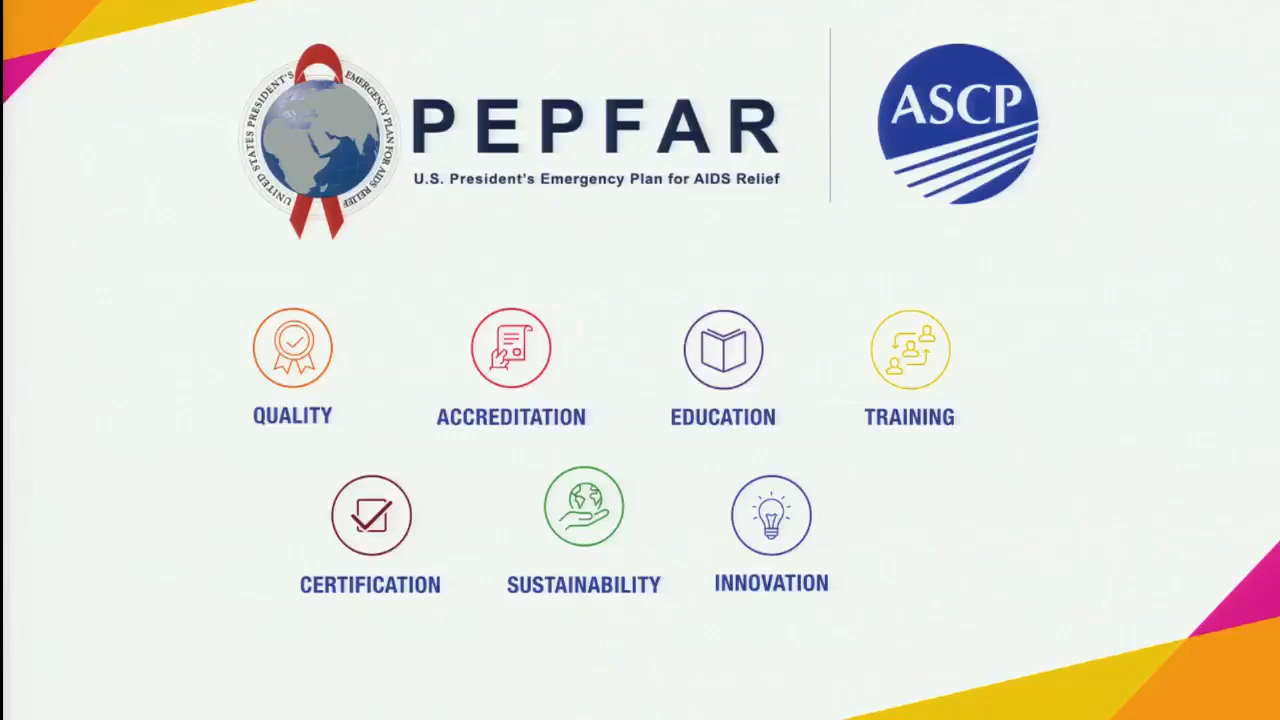 UNITED STATES PRESIDENT'S EMERGENCY PLAN FOR AIDS RELIEF
PEPFAR
U.S. President's Emergency Plan for AIDS Relief
ASCP
QUALITY
ACCREDITATION
EDUCATION
TRAINING
CERTIFICATION
SUSTAINABILITY
INNOVATION